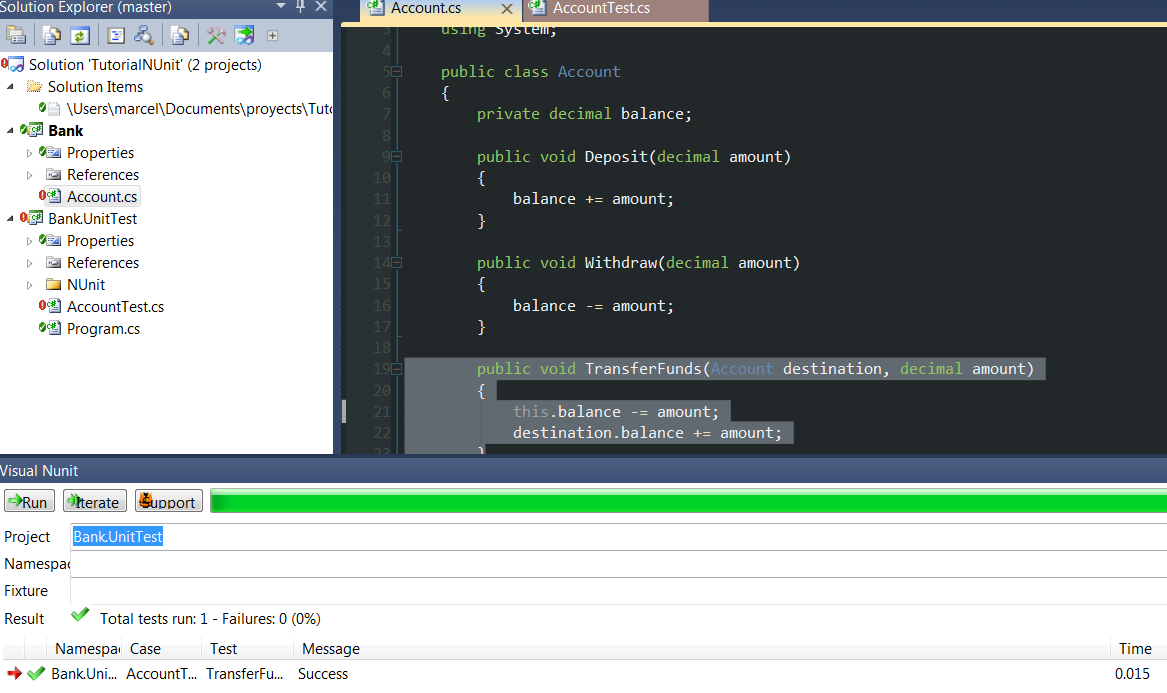 Solution Explorer (master)
Solution 'TutorialNUnit' (2 projects)
Solution Items
\Users\marcel\Documents\proyects\Tuto
Bank
Properties
References
Account.cs
Bank.UnitTest
Properties
References
NUnit
AccountTest.cs
Program.cs
Account.cs AccountTest.cs
3 using System;
4
5 public class Account
6 {
7 private decimal balance;
8
9 public void Deposit(decimal amount)
10 {
11 balance += amount;
12 }
13
14 public void Withdraw(decimal amount)
15 {
16 balance -= amount;
17 }
18
19 public void TransferFunds(Account destination, decimal amount)
20 {
21 this.balance -= amount;
22 destination.balance += amount;
23 }
Visual Nunit
Run Iterate Support
Project Bank.UnitTest
Namespac
Fixture
Result Total tests run: 1 - Failures: 0 (0%)
Namespa Case Test Message Time
Bank.Uni... AccountT... TransferFu... Success 0.015